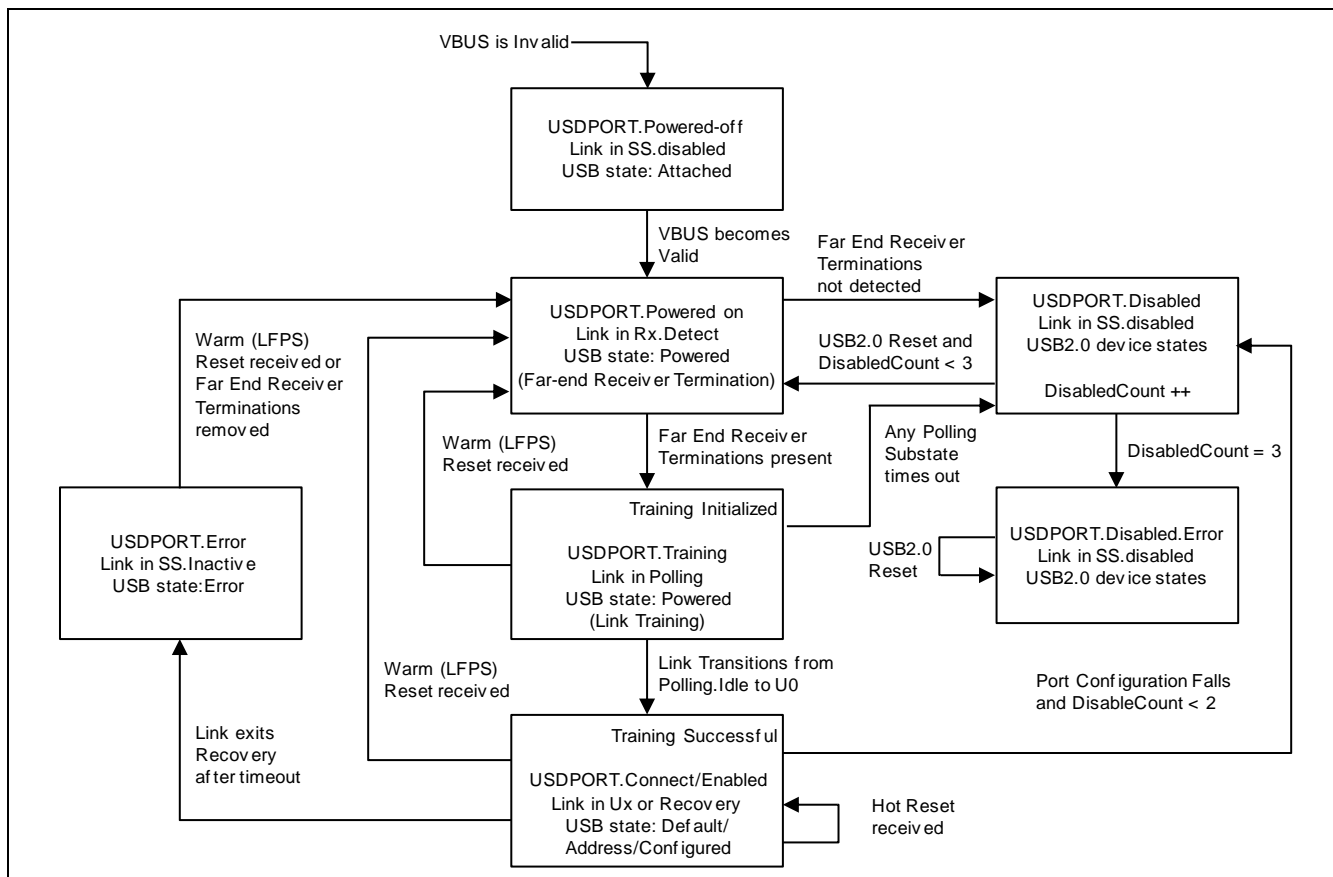 VBUS is Invalid
USDPORT.Powered-off
Link in SS.disabled
USB state: Attached
VBUS becomes
Valid
Far End Receiver
Terminations
not detected
USDPORT.Powered on
Link in Rx.Detect
USB state: Powered
(Far-end Receiver Termination)
USDPORT.Disabled
Link in SS.disabled
USB2.0 device states
DisabledCount ++
Warm (LFPS)
Reset received or
Far End Receiver
Terminations
removed
USB2.0 Reset and
DisabledCount < 3
Warm (LFPS)
Reset received
Far End Receiver
Terminations present
Any Polling
Substate
times out
DisabledCount = 3
Training Initialized
USDPORT.Training
Link in Polling
USB state: Powered
(Link Training)
USDPORT.Error
Link in SS.Inactive
USB state:Error
USB2.0
Reset
USDPORT.Disabled.Error
Link in SS.disabled
USB2.0 device states
Warm (LFPS)
Reset received
Link Transitions from
Polling.Idle to U0
Port Configuration Falls
and DisableCount < 2
Link exits
Recovery
after timeout
Training Successful
USDPORT.Connect/Enabled
Link in Ux or Recovery
USB state: Default/
Address/Configured
Hot Reset
received